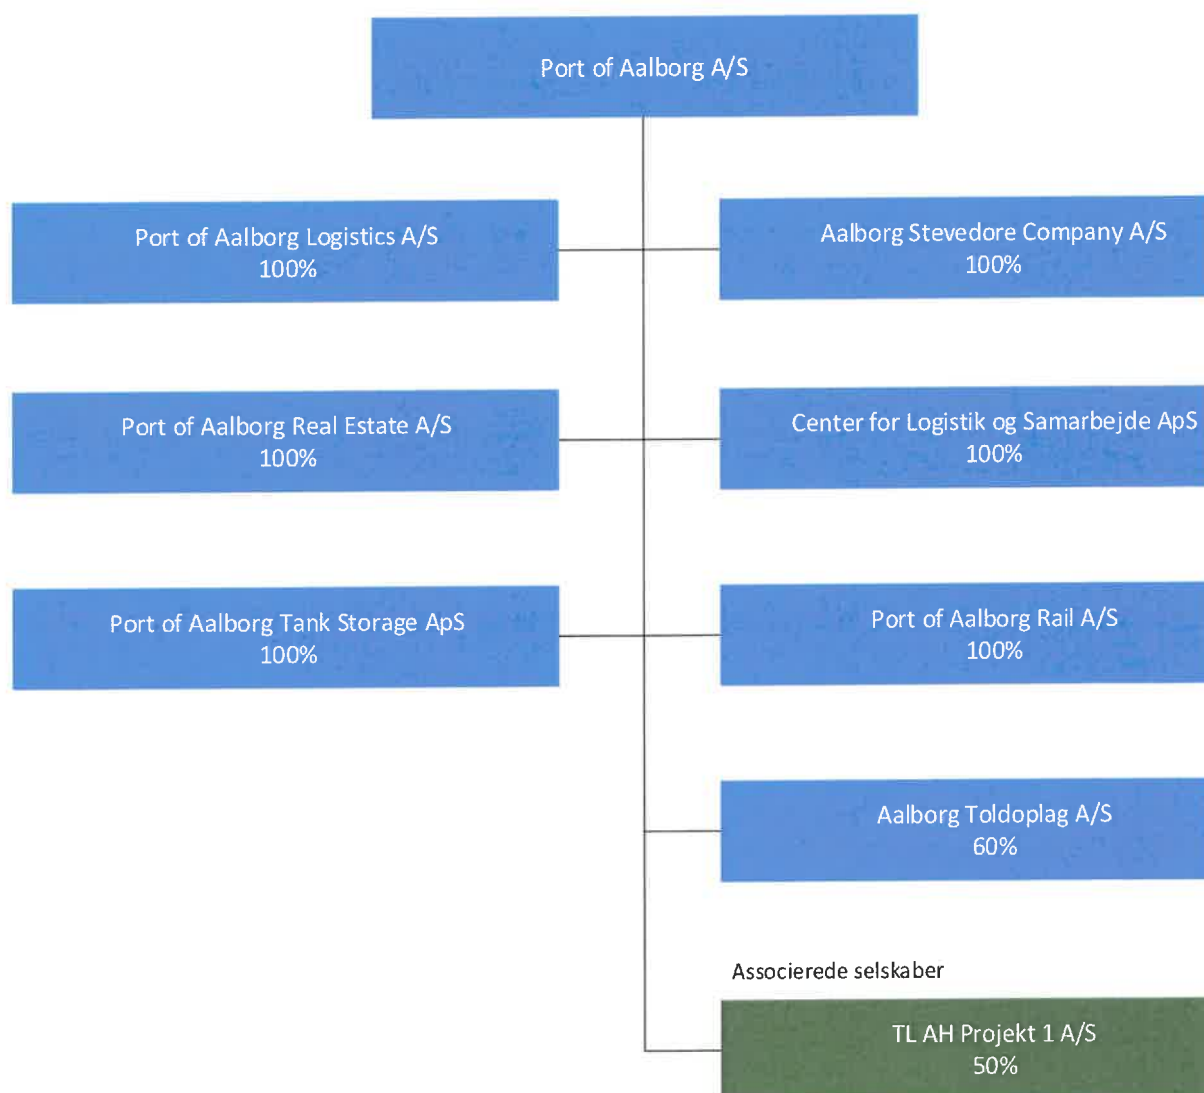 Port of Aalborg A/S
Port of Aalborg Logistics A/S
100%
Aalborg Stevedore Company A/S
100%
Port of Aalborg Real Estate A/S
100%
Center for Logistik og Samarbejde ApS
100%
Port of Aalborg Tank Storage ApS
100%
Port of Aalborg Rail A/S
100%
Aalborg Toldoplag A/S
60%
Associerede selskaber
TL AH Projekt 1 A/S
50%